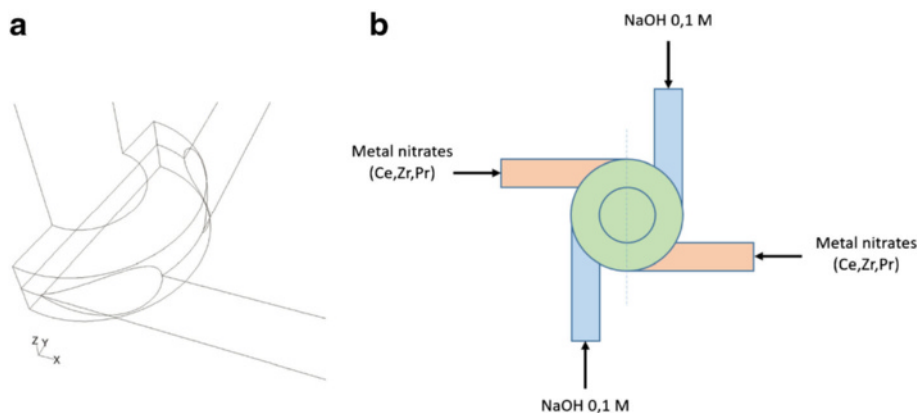 a
b
NaOH 0,1 M
Metal nitrates
(Ce,Zr,Pr)
Metal nitrates
(Ce,Zr,Pr)
NaOH 0,1 M
Z Y
X